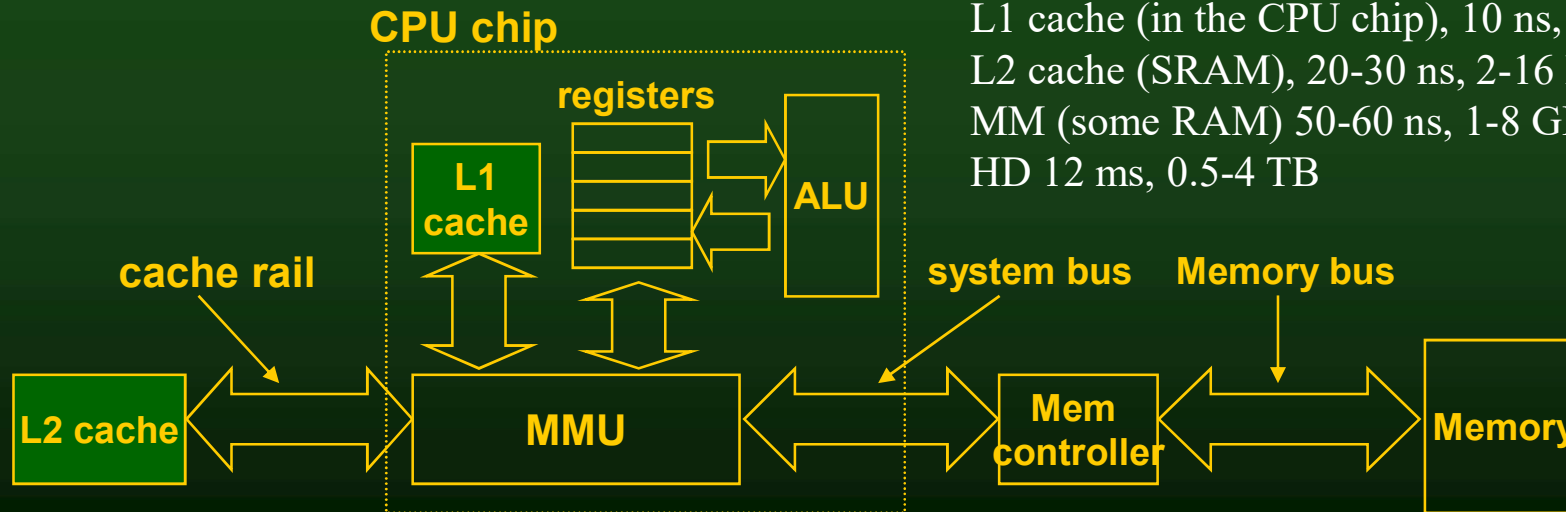 CPU chip
L1 cache (in the CPU chip), 10 ns,
L2 cache (SRAM), 20-30 ns, 2-16
MM (some RAM) 50-60 ns, 1-8
HD 12 ms, 0.5-4 TB
registers
L1
cache
ALU
cache rail
system bus
Memory bus
L2 cache
MMU
Mem
controller
Memory